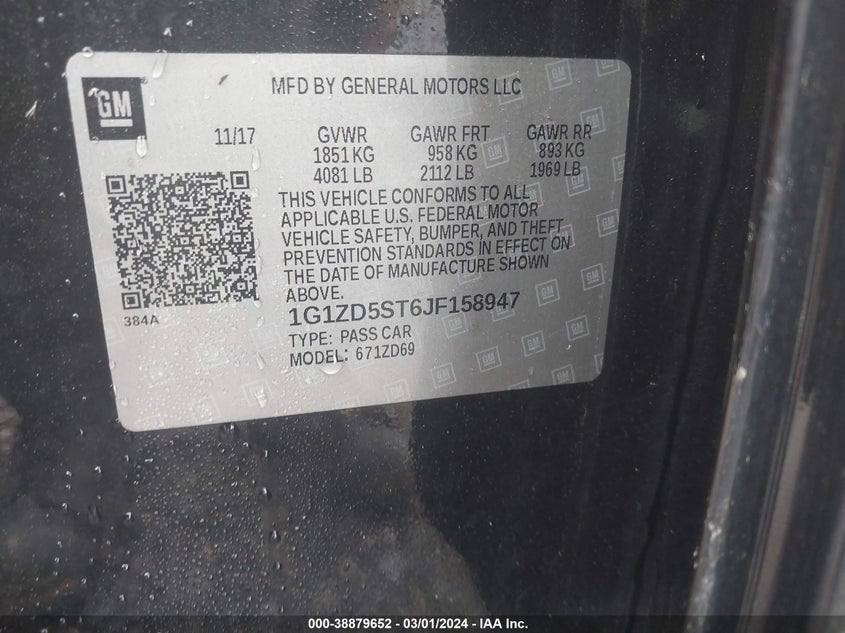 GM
MFD BY GENERAL MOTORS LLC
11/17 GVWR GAWR FRT GAWR RR
1851 KG 958 KG 893 KG
4081 LB 2112 LB 1969 LB
THIS VEHICLE CONFORMS TO ALL
APPLICABLE U.S. FEDERAL MOTOR
VEHICLE SAFETY, BUMPER, AND THEFT
PREVENTION STANDARDS IN EFFECT ON
THE DATE OF MANUFACTURE SHOWN
ABOVE.
384A
1G1ZD5ST6JF158947
TYPE: PASS CAR
MODEL: 671ZD69
000-38879652 - 03/01/2024 - IAA Inc.